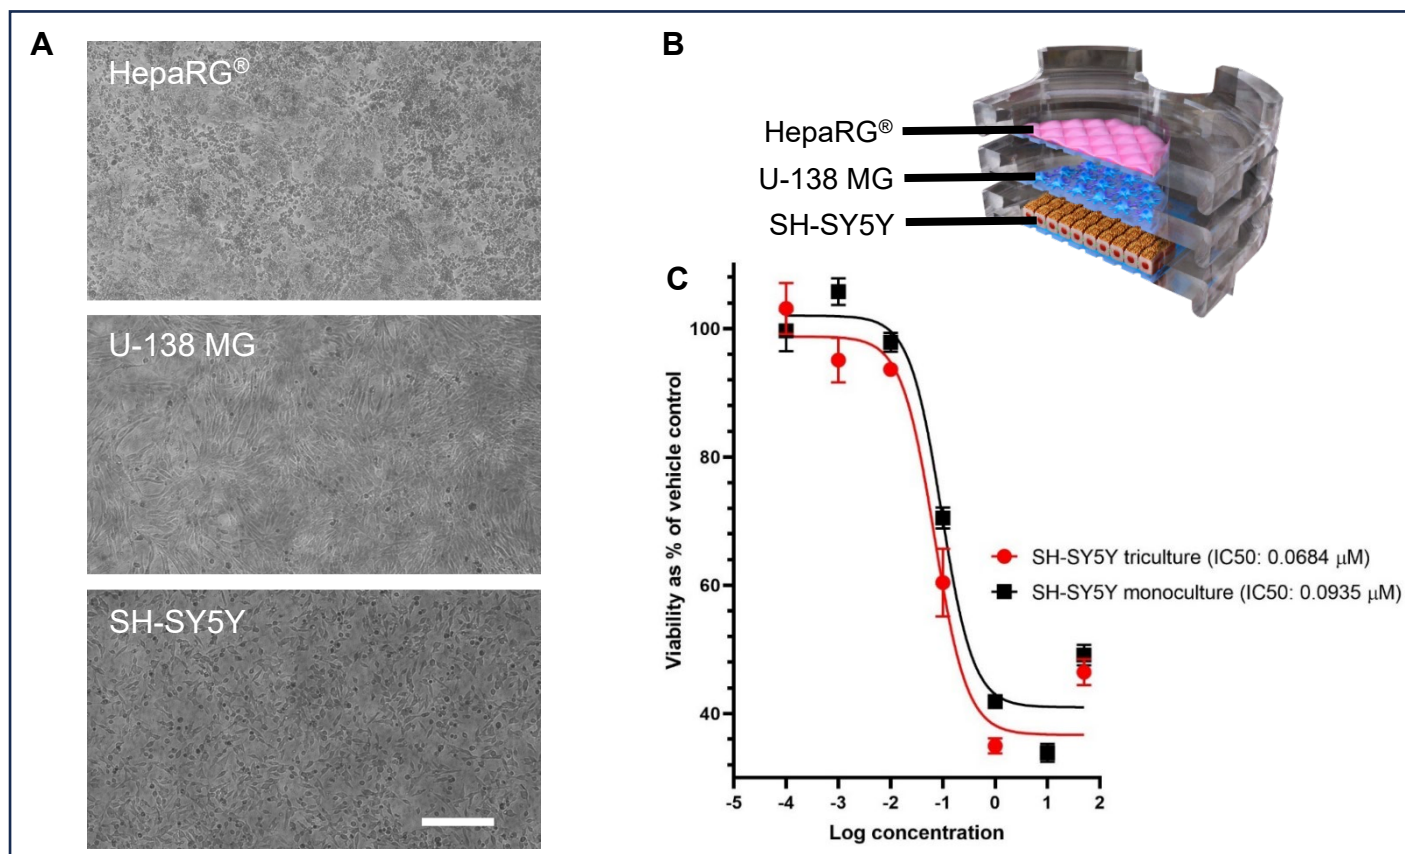 A
HepaRG®
U-138 MG
SH-SY5Y
B
HepaRG®
U-138 MG
SH-SY5Y
C
Viability as % of vehicle control
100
80
60
40
-5 -4 -3 -2 -1 0 1 2
Log concentration
SH-SY5Y triculture (IC50: 0.0684 µM)
SH-SY5Y monoculture (IC50: 0.0935 µM)